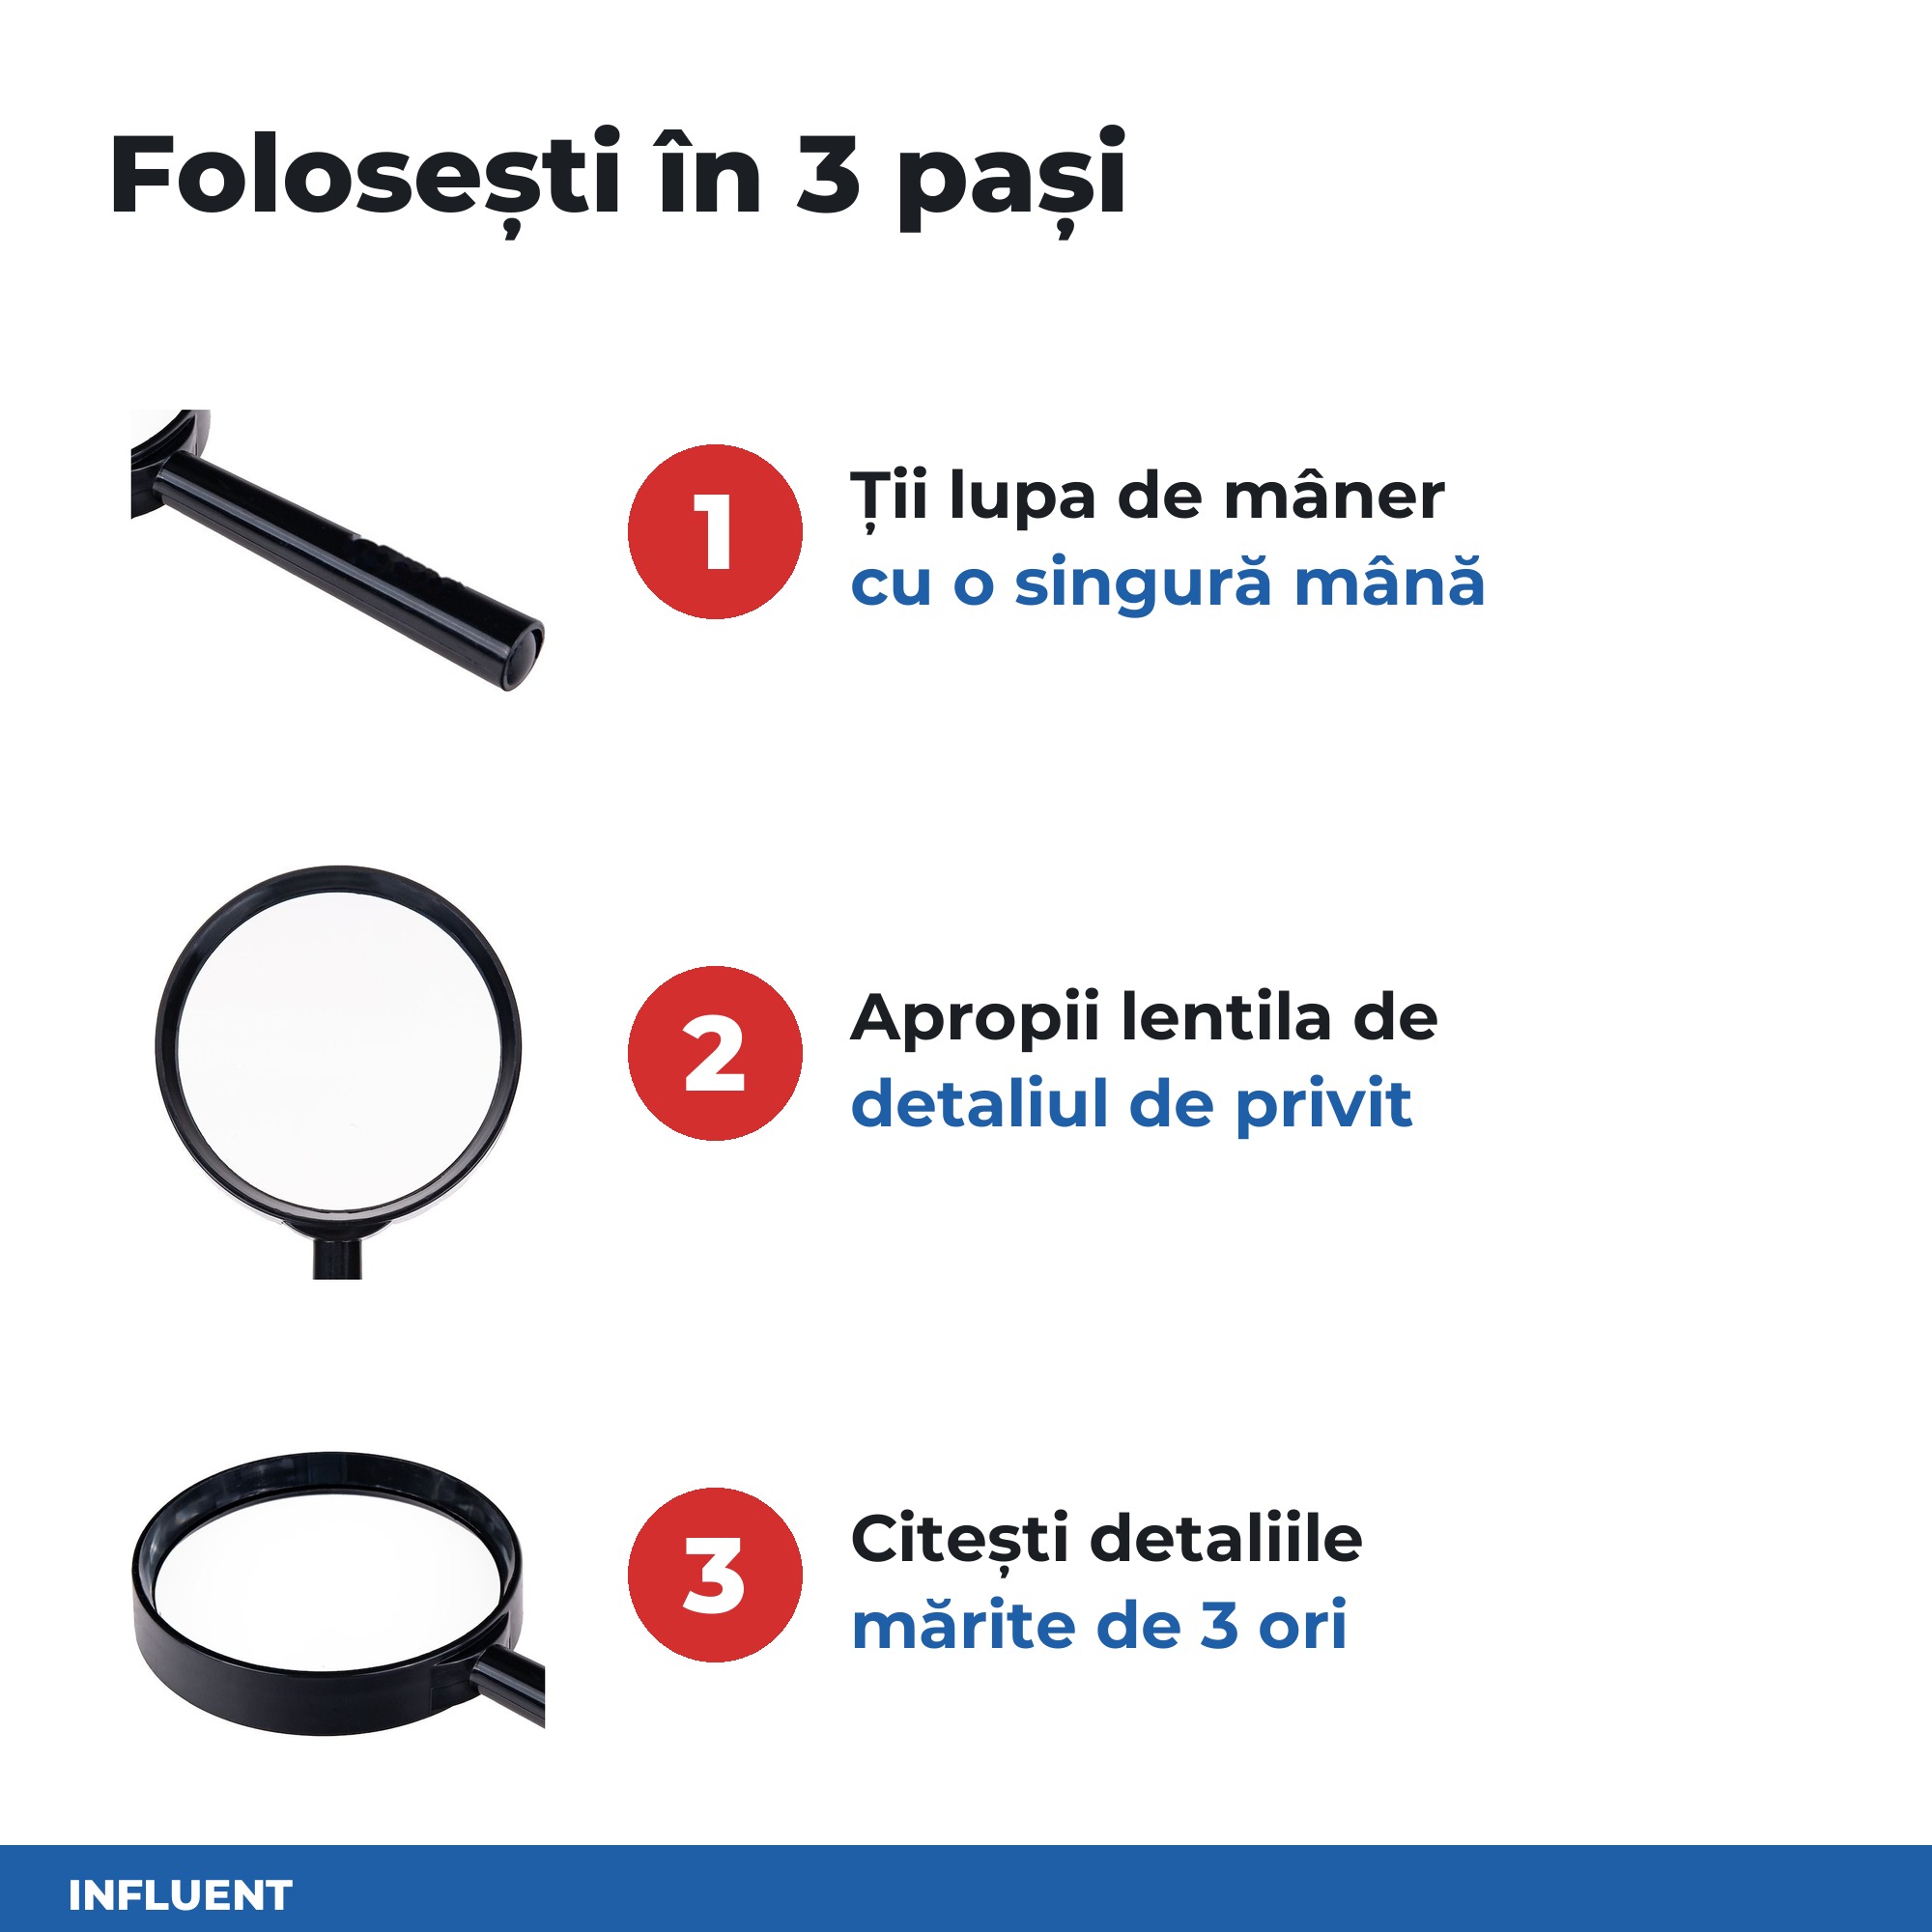 Folosești în 3 pași
1
Ții lupa de mâner
cu o singură mână
2
Apropii lentila de
detaliul de privit
3
Citești detaliile
mărite de 3 ori
INFLUENT